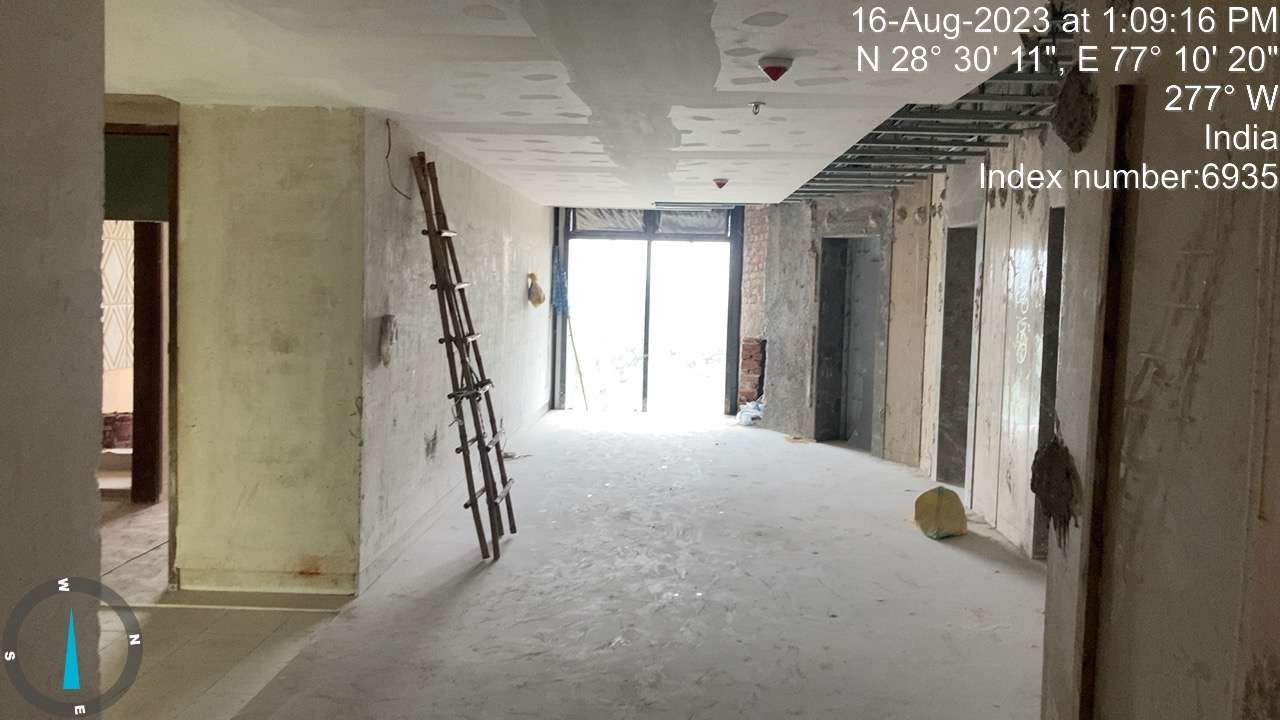 16-Aug-2023 at 1:09:16 PM
N 28° 30' 11", E 77° 10' 20"
277° W
India
Index number:6935
W
N
S
E